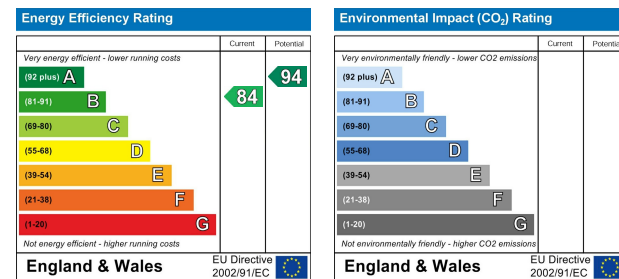 Energy Efficiency Rating
Current Potential
Very energy efficient - lower running costs
(92 plus) A
94
(81-91) B
84
(69-80) C
(55-68) D
(39-54) E
(21-38) F
(1-20) G
Not energy efficient - higher running costs
England & Wales
EU Directive
2002/91/EC
Environmental Impact (CO₂) Rating
Current Potential
Very environmentally friendly - lower CO2 emissions
(92 plus) A
(81-91) B
(69-80) C
(55-68) D
(39-54) E
(21-38) F
(1-20) G
Not environmentally friendly - higher CO2 emissions
England & Wales
EU Directive
2002/91/EC